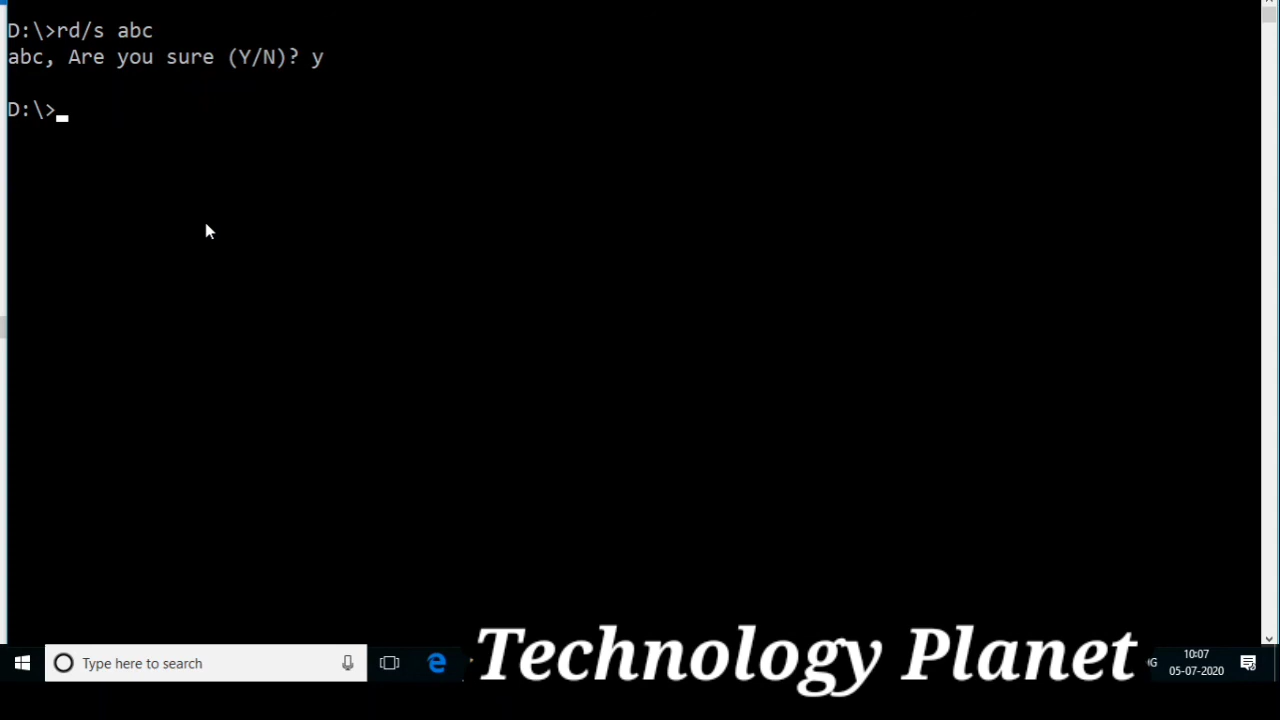 D:\>rd/s abc
abc, Are you sure (Y/N)? y
D:\>
Type here to search
Technology Planet
G
10:07
05-07-2020